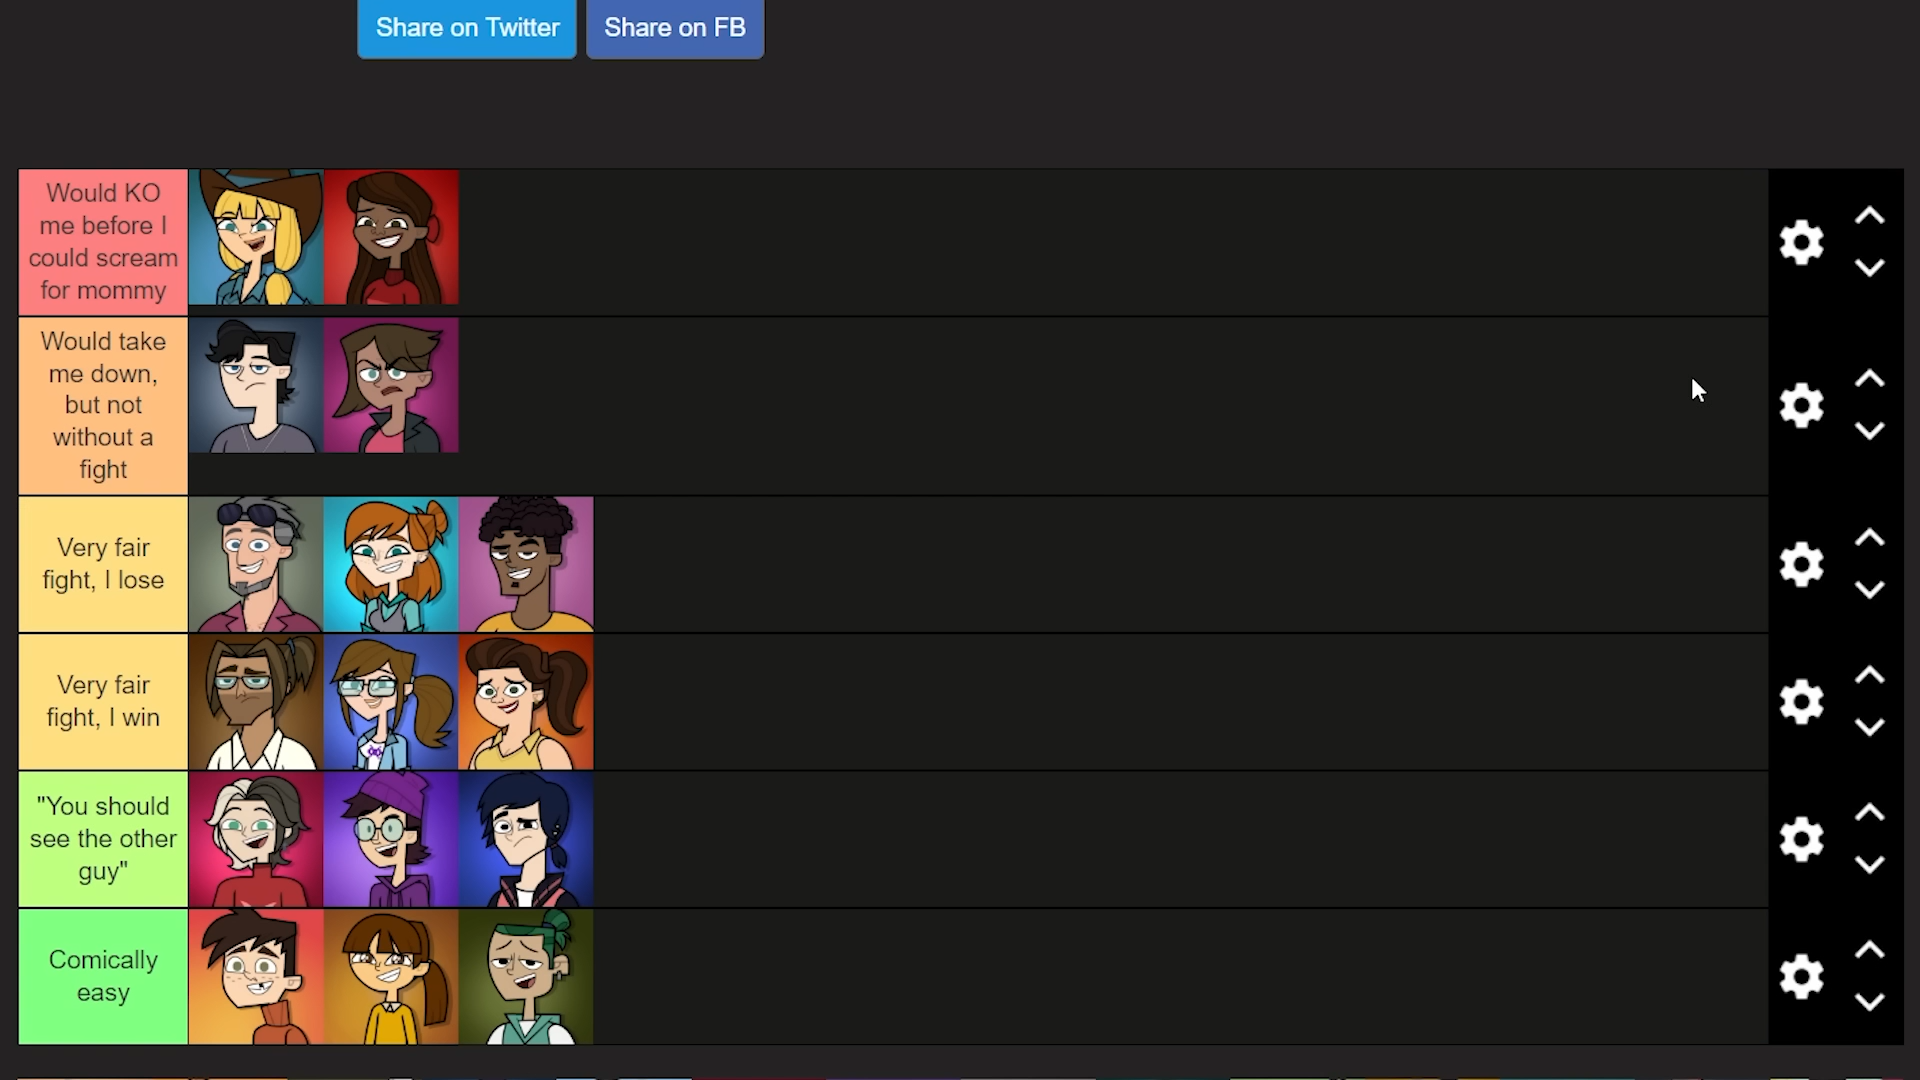 Share on Twitter
Share on FB
Would KO
me before I
could scream
for mommy
Would take
me down,
but not
without a
fight
Very fair
fight, I lose
Very fair
fight, I win
"You should
see the other
guy"
Comically
easy